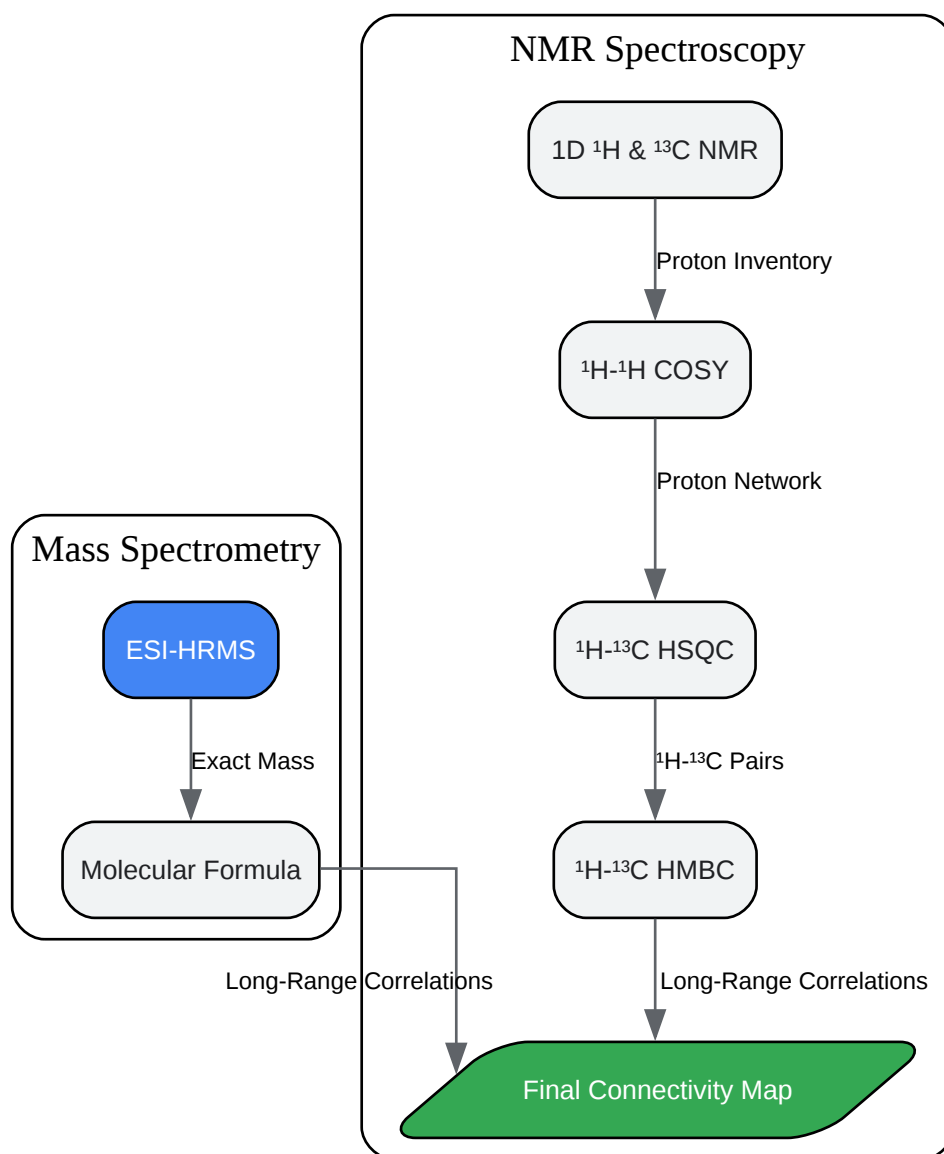 NMR Spectroscopy
1D ¹H & ¹³C NMR
Proton Inventory
¹H-¹H COSY
Proton Network
Mass Spectrometry
ESI-HRMS
¹H-¹³C HSQC
Exact Mass
¹H-¹³C Pairs
Molecular Formula
¹H-¹³C HMBC
Long-Range Correlations
Long-Range Correlations
Final Connectivity Map